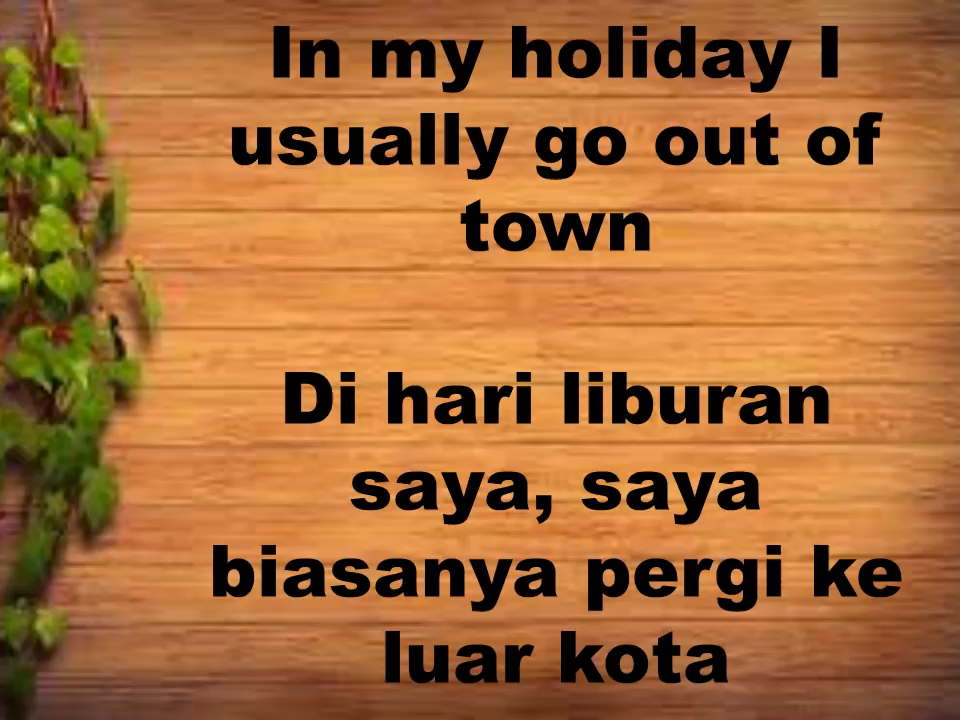 In my holiday I
usually go out of
town
Di hari liburan
saya, saya
biasanya pergi ke
luar kota